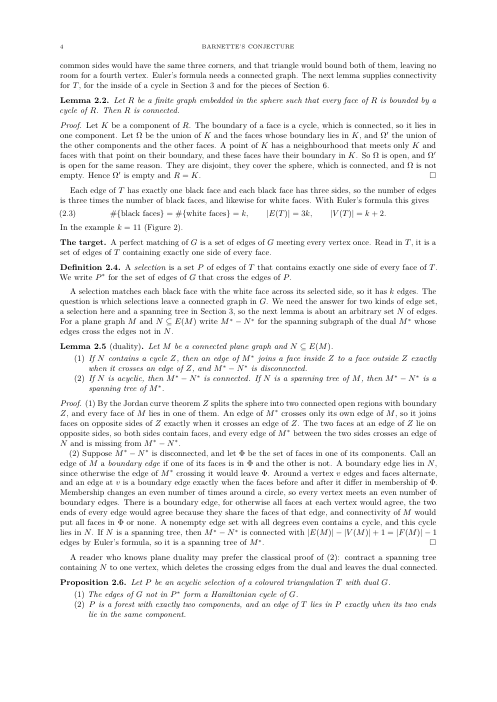 4
BARNETTE'S CONJECTURE
common sides would have the same three corners, and that triangle would bound both of them, leaving no
room for a fourth vertex. Euler's formula needs a connected graph. The next lemma supplies connectivity
for T, for the inside of a cycle in Section 3 and for the pieces of Section 6.
Lemma 2.2. Let R be a finite graph embedded in the sphere such that every face of R is bounded by a
cycle of R. Then R is connected.
Proof. Let K be a component of R. The boundary of a face is a cycle, which is connected, so it lies in
one component. Let Ω be the union of K and the faces whose boundary lies in K, and Ω′ the union of
the other components and the other faces. A point of K has a neighbourhood that meets only K and
faces with that point on their boundary, and these faces have their boundary in K. So Ω is open, and Ω′
is open for the same reason. They are disjoint, they cover the sphere, which is connected, and Ω is not
empty. Hence Ω′ is empty and R = K. □
Each edge of T has exactly one black face and each black face has three sides, so the number of edges
is three times the number of black faces, and likewise for white faces. With Euler's formula this gives
(2.3) #{black faces} = #{white faces} = k, |E(T)| = 3k, |V(T)| = k + 2.
In the example k = 11 (Figure 2).
The target. A perfect matching of G is a set of edges of G meeting every vertex once. Read in T, it is a
set of edges of T containing exactly one side of every face.
Definition 2.4. A selection is a set P of edges of T that contains exactly one side of every face of T.
We write P* for the set of edges of G that cross the edges of P.
A selection matches each black face with the white face across its selected side, so it has k edges. The
question is which selections leave a connected graph in G. We need the answer for two kinds of edge set,
a selection here and a spanning tree in Section 3, so the next lemma is about an arbitrary set N of edges.
For a plane graph M and N ⊆ E(M) write M* − N* for the spanning subgraph of the dual M* whose
edges cross the edges not in N.
Lemma 2.5 (duality). Let M be a connected plane graph and N ⊆ E(M).
(1) If N contains a cycle Z, then an edge of M* joins a face inside Z to a face outside Z exactly
when it crosses an edge of Z, and M* − N* is disconnected.
(2) If N is acyclic, then M* − N* is connected. If N is a spanning tree of M, then M* − N* is a
spanning tree of M*.
Proof. (1) By the Jordan curve theorem Z splits the sphere into two connected open regions with boundary
Z, and every face of M lies in one of them. An edge of M* crosses only its own edge of M, so it joins
faces on opposite sides of Z exactly when it crosses an edge of Z. The two faces at an edge of Z lie on
opposite sides, so both sides contain faces, and every edge of M* between the two sides crosses an edge of
N and is missing from M* − N*.
(2) Suppose M* − N* is disconnected, and let Φ be the set of faces in one of its components. Call an
edge of M a boundary edge if one of its faces is in Φ and the other is not. A boundary edge lies in N,
since otherwise the edge of M* crossing it would leave Φ. Around a vertex v edges and faces alternate,
and an edge at v is a boundary edge exactly when the faces before and after it differ in membership of Φ.
Membership changes an even number of times around a circle, so every vertex meets an even number of
boundary edges. There is a boundary edge, for otherwise all faces at each vertex would agree, the two
ends of every edge would agree because they share the faces of that edge, and connectivity of M would
put all faces in Φ or none. A nonempty edge set with all degrees even contains a cycle, and this cycle
lies in N. If N is a spanning tree, then M* − N* is connected with |E(M)| − |V(M)| + 1 = |F(M)| − 1
edges by Euler's formula, so it is a spanning tree of M*. □
A reader who knows plane duality may prefer the classical proof of (2): contract a spanning tree
containing N to one vertex, which deletes the crossing edges from the dual and leaves the dual connected.
Proposition 2.6. Let P be an acyclic selection of a coloured triangulation T with dual G.
(1) The edges of G not in P* form a Hamiltonian cycle of G.
(2) P is a forest with exactly two components, and an edge of T lies in P exactly when its two ends
lie in the same component.